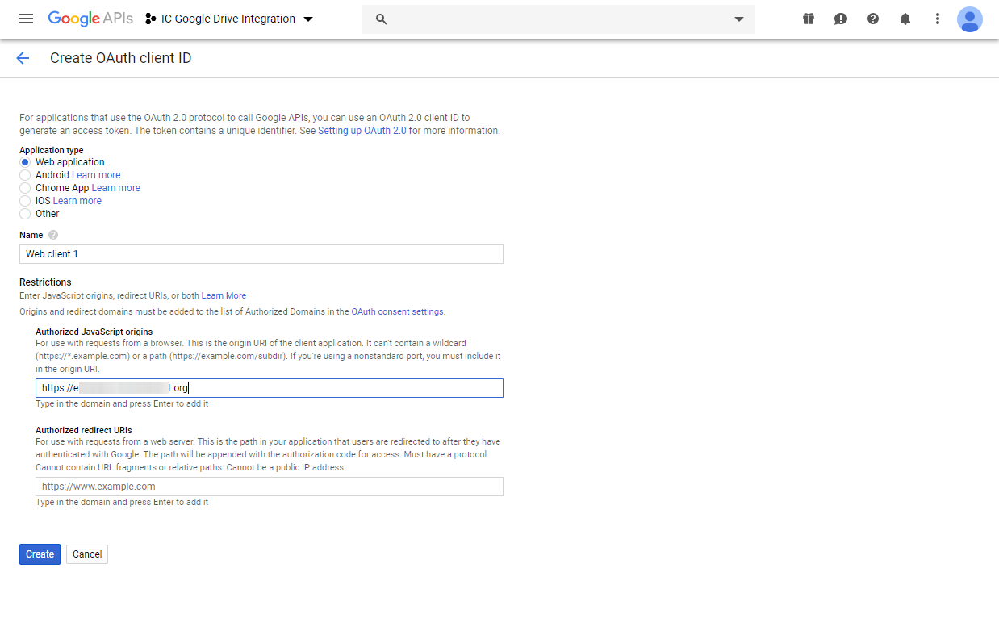 Google APIs IC Google Drive Integration
Create OAuth client ID
For applications that use the OAuth 2.0 protocol to call Google APIs, you can use an OAuth 2.0 client ID to
generate an access token. The token contains a unique identifier. See Setting up OAuth 2.0 for more information.
Application type
Web application
Android Learn more
Chrome App Learn more
iOS Learn more
Other
Name ?
Web client 1
Restrictions
Enter JavaScript origins, redirect URIs, or both Learn More
Origins and redirect domains must be added to the list of Authorized Domains in the OAuth consent settings.
Authorized JavaScript origins
For use with requests from a browser. This is the origin URI of the client application. It can't contain a wildcard
(https://*.example.com) or a path (https://example.com/subdir). If you're using a nonstandard port, you must include it
in the origin URI.
https://e t.org
Type in the domain and press Enter to add it
Authorized redirect URIs
For use with requests from a web server. This is the path in your application that users are redirected to after they have
authenticated with Google. The path will be appended with the authorization code for access. Must have a protocol.
Cannot contain URL fragments or relative paths. Cannot be a public IP address.
https://www.example.com
Type in the domain and press Enter to add it
Create Cancel